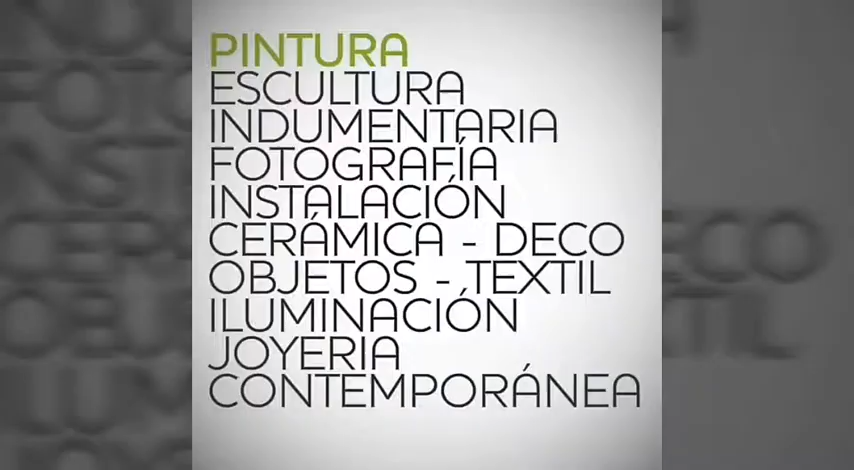 PINTURA
ESCULTURA
INDUMENTARIA
FOTOGRAFÍA
INSTALACIÓN
CERÁMICA - DECO
OBJETOS - TEXTIL
ILUMINACIÓN
JOYERIA
CONTEMPORÁNEA